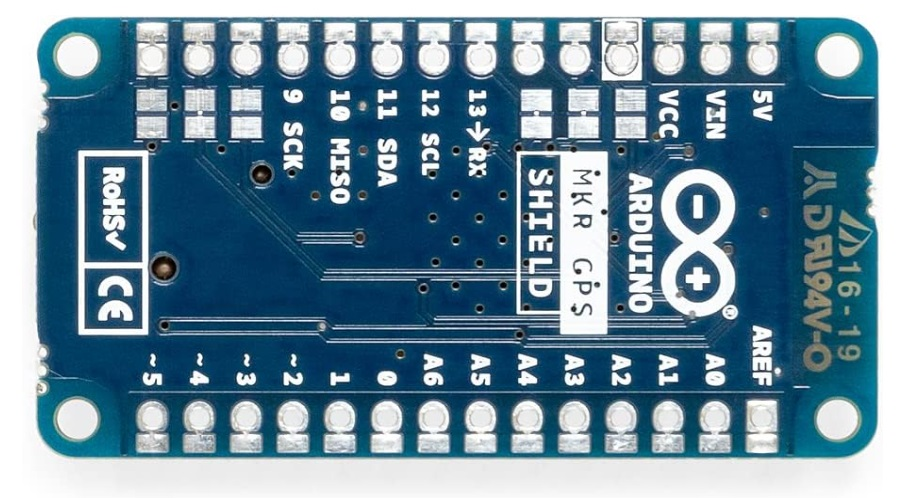 5V
VIN
VCC
13→RX
12 SCL
11 SDA
10 MISO
9 SCK
16-19
94V-0
ARDUINO
®
MKR GPS
SHIELD
RoHS✓
CE
AREF
A0
A1
A2
A3
A4
A5
A6
0
1
~2
~3
~4
~5